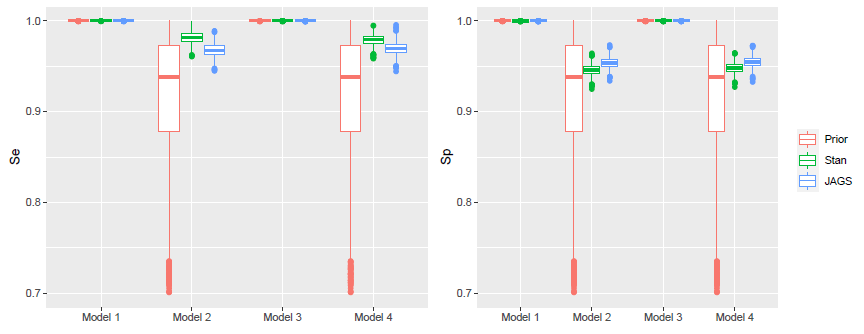 Se
1.0
0.9
0.8
0.7
Model 1 Model 2 Model 3 Model 4
Sp
1.0
0.9
0.8
0.7
Model 1 Model 2 Model 3 Model 4
Prior
Stan
JAGS